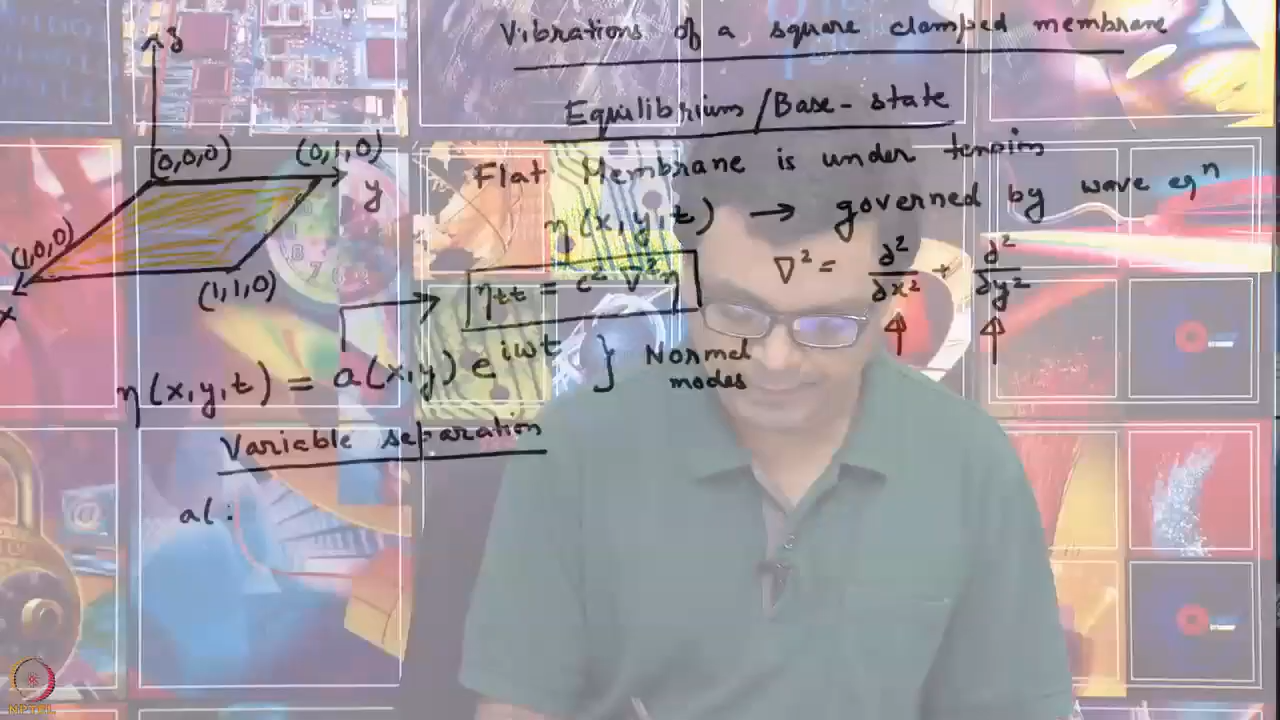 Vibrations of a square clamped membrane
Equilibrium / Base-state
Flat Membrane is under tension
η(x,y,t) → governed by wave eqⁿ
z
(0,0,0)
(0,1,0)
y
(1,0,0)
(1,1,0)
x
η_tt = c² ∇²η
∇² = ∂²/∂x² + ∂²/∂y²
η(x,y,t) = a(x,y) e^{iωt} } Normal modes
Variable separation
a(
NPTEL